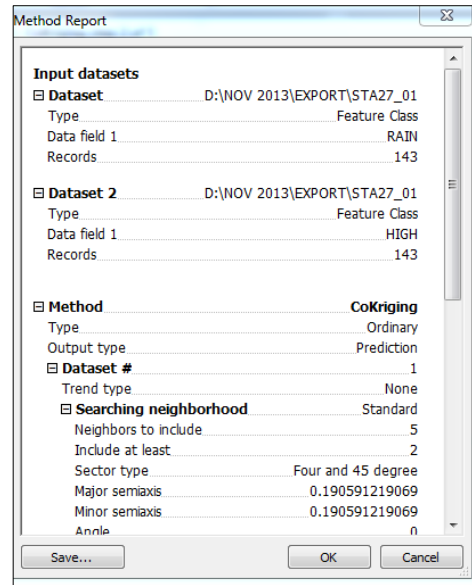 Method Report
Input datasets
Dataset D:\NOV 2013\EXPORT\STA27_01
Type Feature Class
Data field 1 RAIN
Records 143
Dataset 2 D:\NOV 2013\EXPORT\STA27_01
Type Feature Class
Data field 1 HIGH
Records 143
Method CoKriging
Type Ordinary
Output type Prediction
Dataset # 1
Trend type None
Searching neighborhood Standard
Neighbors to include 5
Include at least 2
Sector type Four and 45 degree
Major semiaxis 0.190591219069
Minor semiaxis 0.190591219069
Angle 0
Save... OK Cancel